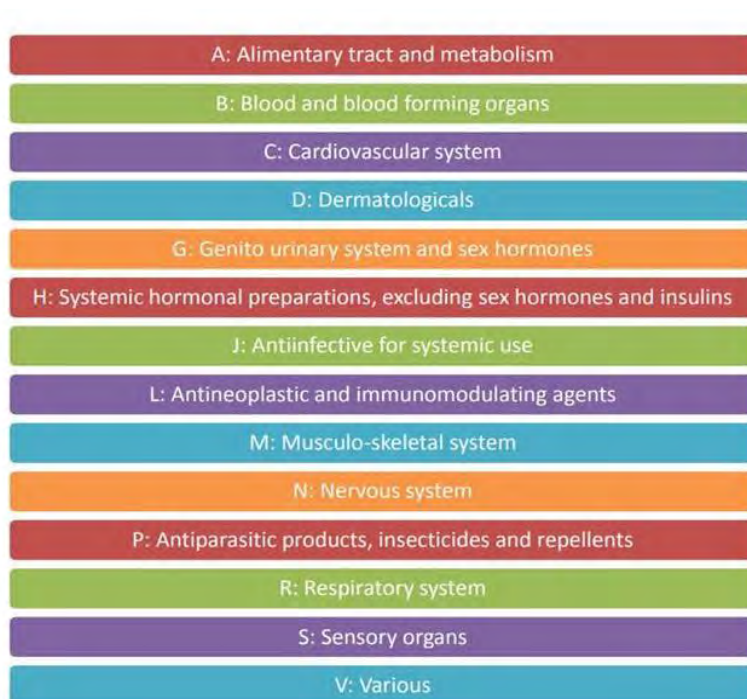 A: Alimentary tract and metabolism
B: Blood and blood forming organs
C: Cardiovascular system
D: Dermatologicals
G: Genito urinary system and sex hormones
H: Systemic hormonal preparations, excluding sex hormones and insulins
J: Antiinfective for systemic use
L: Antineoplastic and immunomodulating agents
M: Musculo-skeletal system
N: Nervous system
P: Antiparasitic products, insecticides and repellents
R: Respiratory system
S: Sensory organs
V: Various